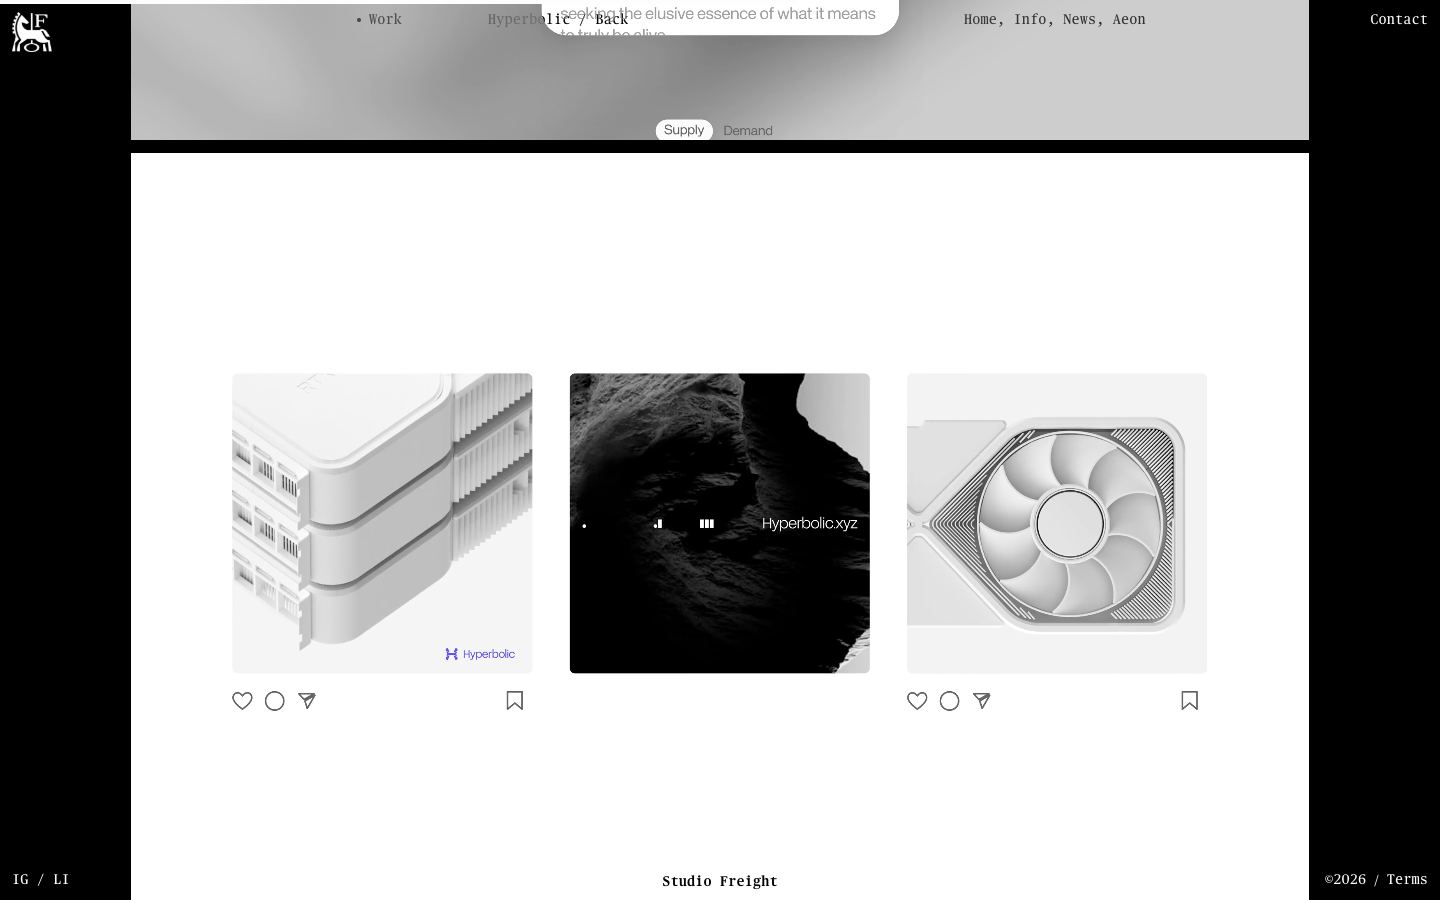 seeking the elusive essence of what it means
to truly be alive
• Work
Hyperbolic / Back
Home, Info, News, Aeon
Contact
F
Supply
Demand
Hyperbolic
Hyperbolic.xyz
IG / LI
Studio Freight
©2026 / Terms